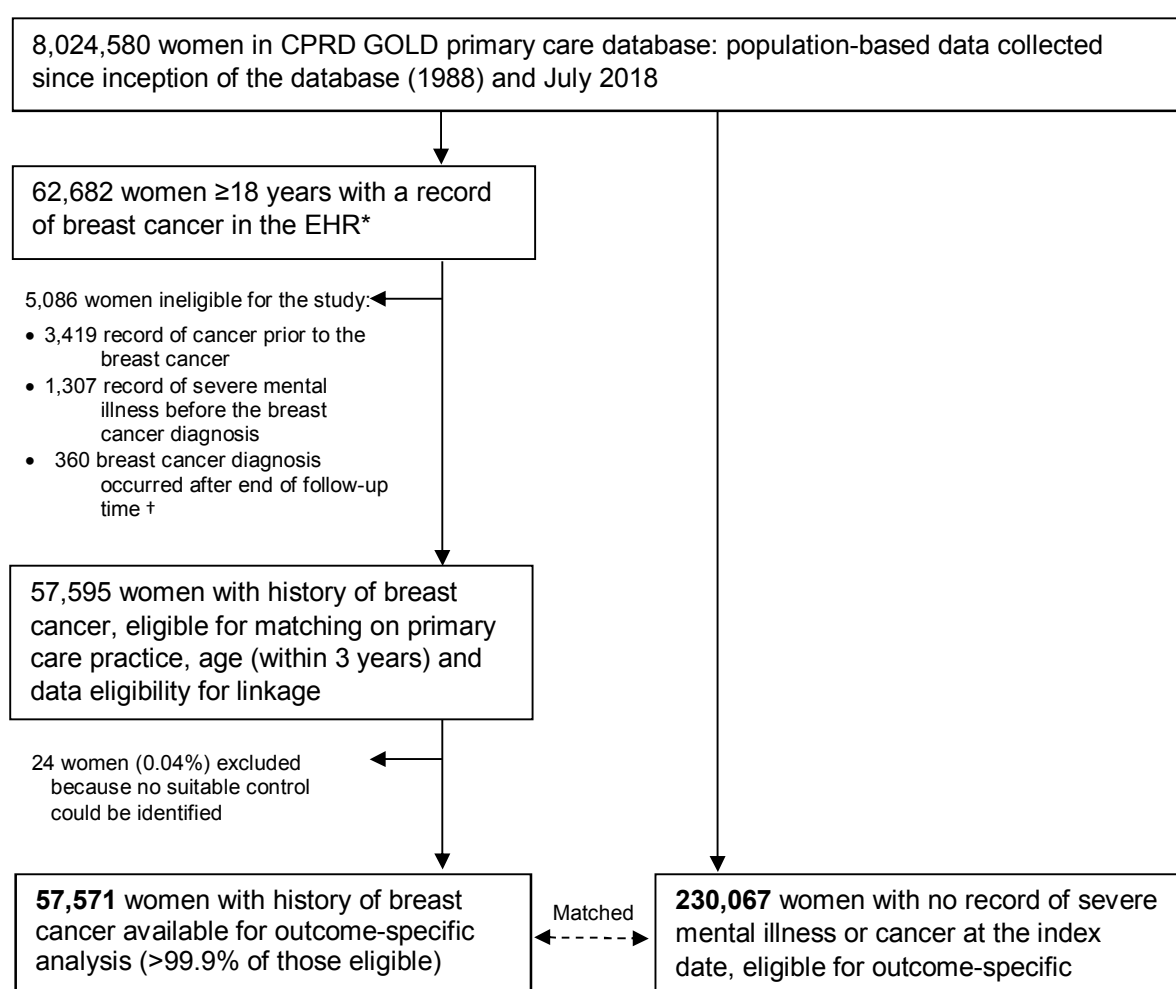 8,024,580 women in CPRD GOLD primary care database: population-based data collected
since inception of the database (1988) and July 2018
62,682 women ≥18 years with a record
of breast cancer in the EHR*
5,086 women ineligible for the study:
• 3,419 record of cancer prior to the
breast cancer
• 1,307 record of severe mental
illness before the breast
cancer diagnosis
• 360 breast cancer diagnosis
occurred after end of follow-up
time †
57,595 women with history of breast
cancer, eligible for matching on primary
care practice, age (within 3 years) and
data eligibility for linkage
24 women (0.04%) excluded
because no suitable control
could be identified
57,571 women with history of breast
cancer available for outcome-specific
analysis (>99.9% of those eligible)
Matched
230,067 women with no record of severe
mental illness or cancer at the index
date, eligible for outcome-specific